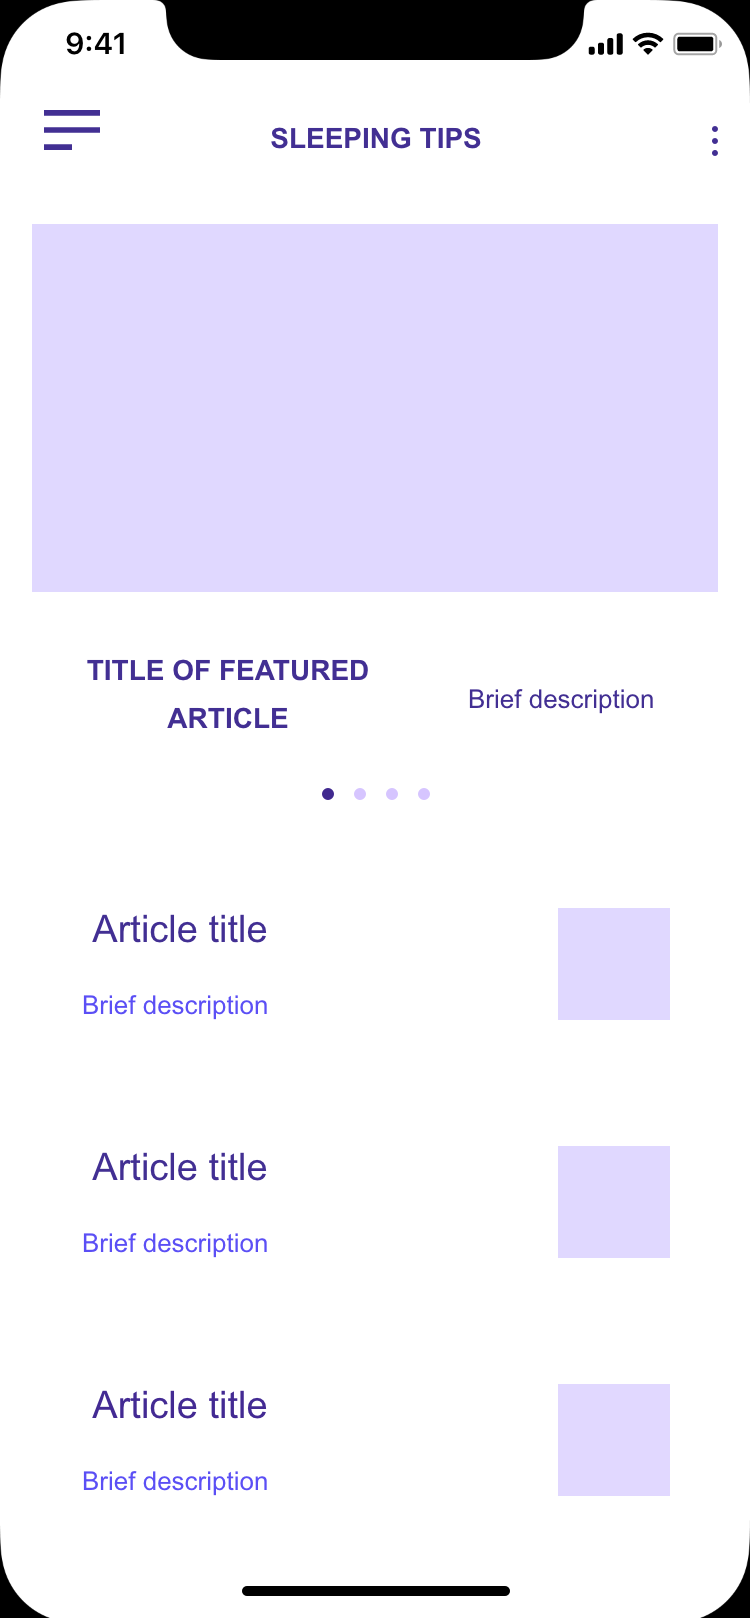 9:41
SLEEPING TIPS
TITLE OF FEATURED
ARTICLE
Brief description
Article title
Brief description
Article title
Brief description
Article title
Brief description